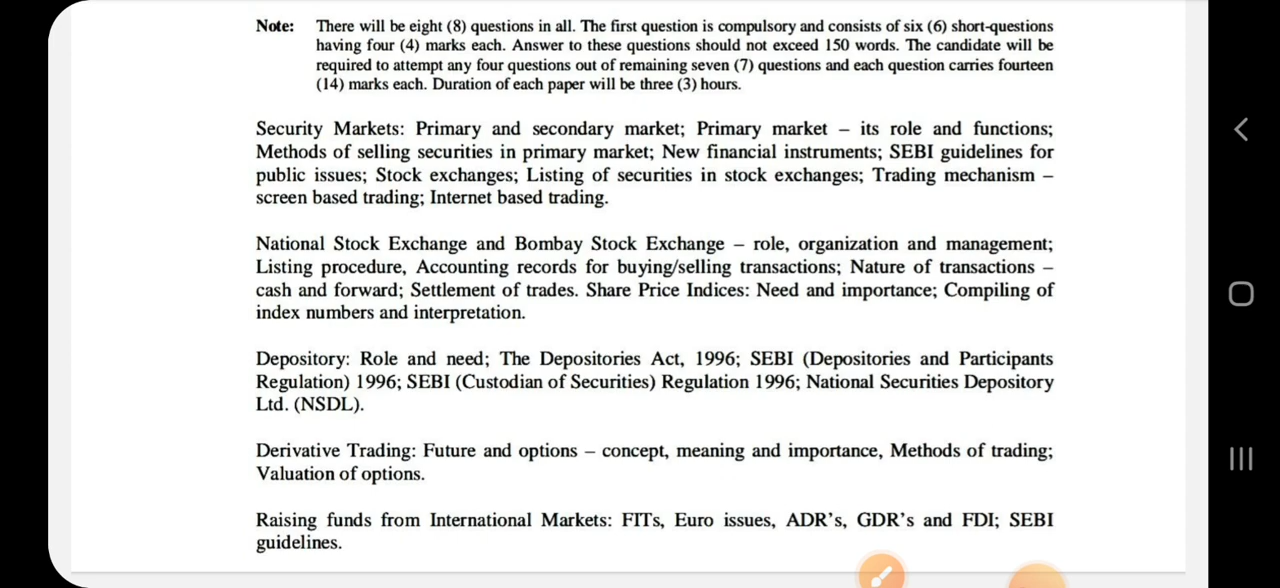 Note: There will be eight (8) questions in all. The first question is compulsory and consists of six (6) short-questions
having four (4) marks each. Answer to these questions should not exceed 150 words. The candidate will be
required to attempt any four questions out of remaining seven (7) questions and each question carries fourteen
(14) marks each. Duration of each paper will be three (3) hours.
Security Markets: Primary and secondary market; Primary market – its role and functions;
Methods of selling securities in primary market; New financial instruments; SEBI guidelines for
public issues; Stock exchanges; Listing of securities in stock exchanges; Trading mechanism –
screen based trading; Internet based trading.
National Stock Exchange and Bombay Stock Exchange – role, organization and management;
Listing procedure, Accounting records for buying/selling transactions; Nature of transactions –
cash and forward; Settlement of trades. Share Price Indices: Need and importance; Compiling of
index numbers and interpretation.
Depository: Role and need; The Depositories Act, 1996; SEBI (Depositories and Participants
Regulation) 1996; SEBI (Custodian of Securities) Regulation 1996; National Securities Depository
Ltd. (NSDL).
Derivative Trading: Future and options – concept, meaning and importance, Methods of trading;
Valuation of options.
Raising funds from International Markets: FITs, Euro issues, ADR's, GDR's and FDI; SEBI
guidelines.